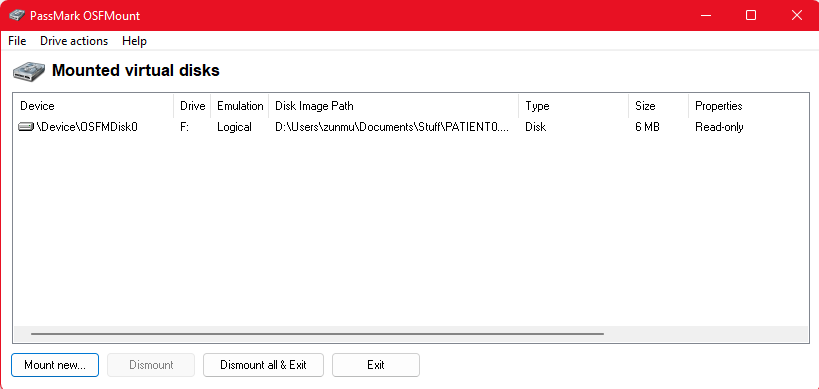 PassMark OSFMount
File Drive actions Help
Mounted virtual disks
Device Drive Emulation Disk Image Path Type Size Properties
\Device\OSFMDisk0 F: Logical D:\Users\zunmu\Documents\Stuff\PATIENT0.... Disk 6 MB Read-only
Mount new... Dismount Dismount all & Exit Exit